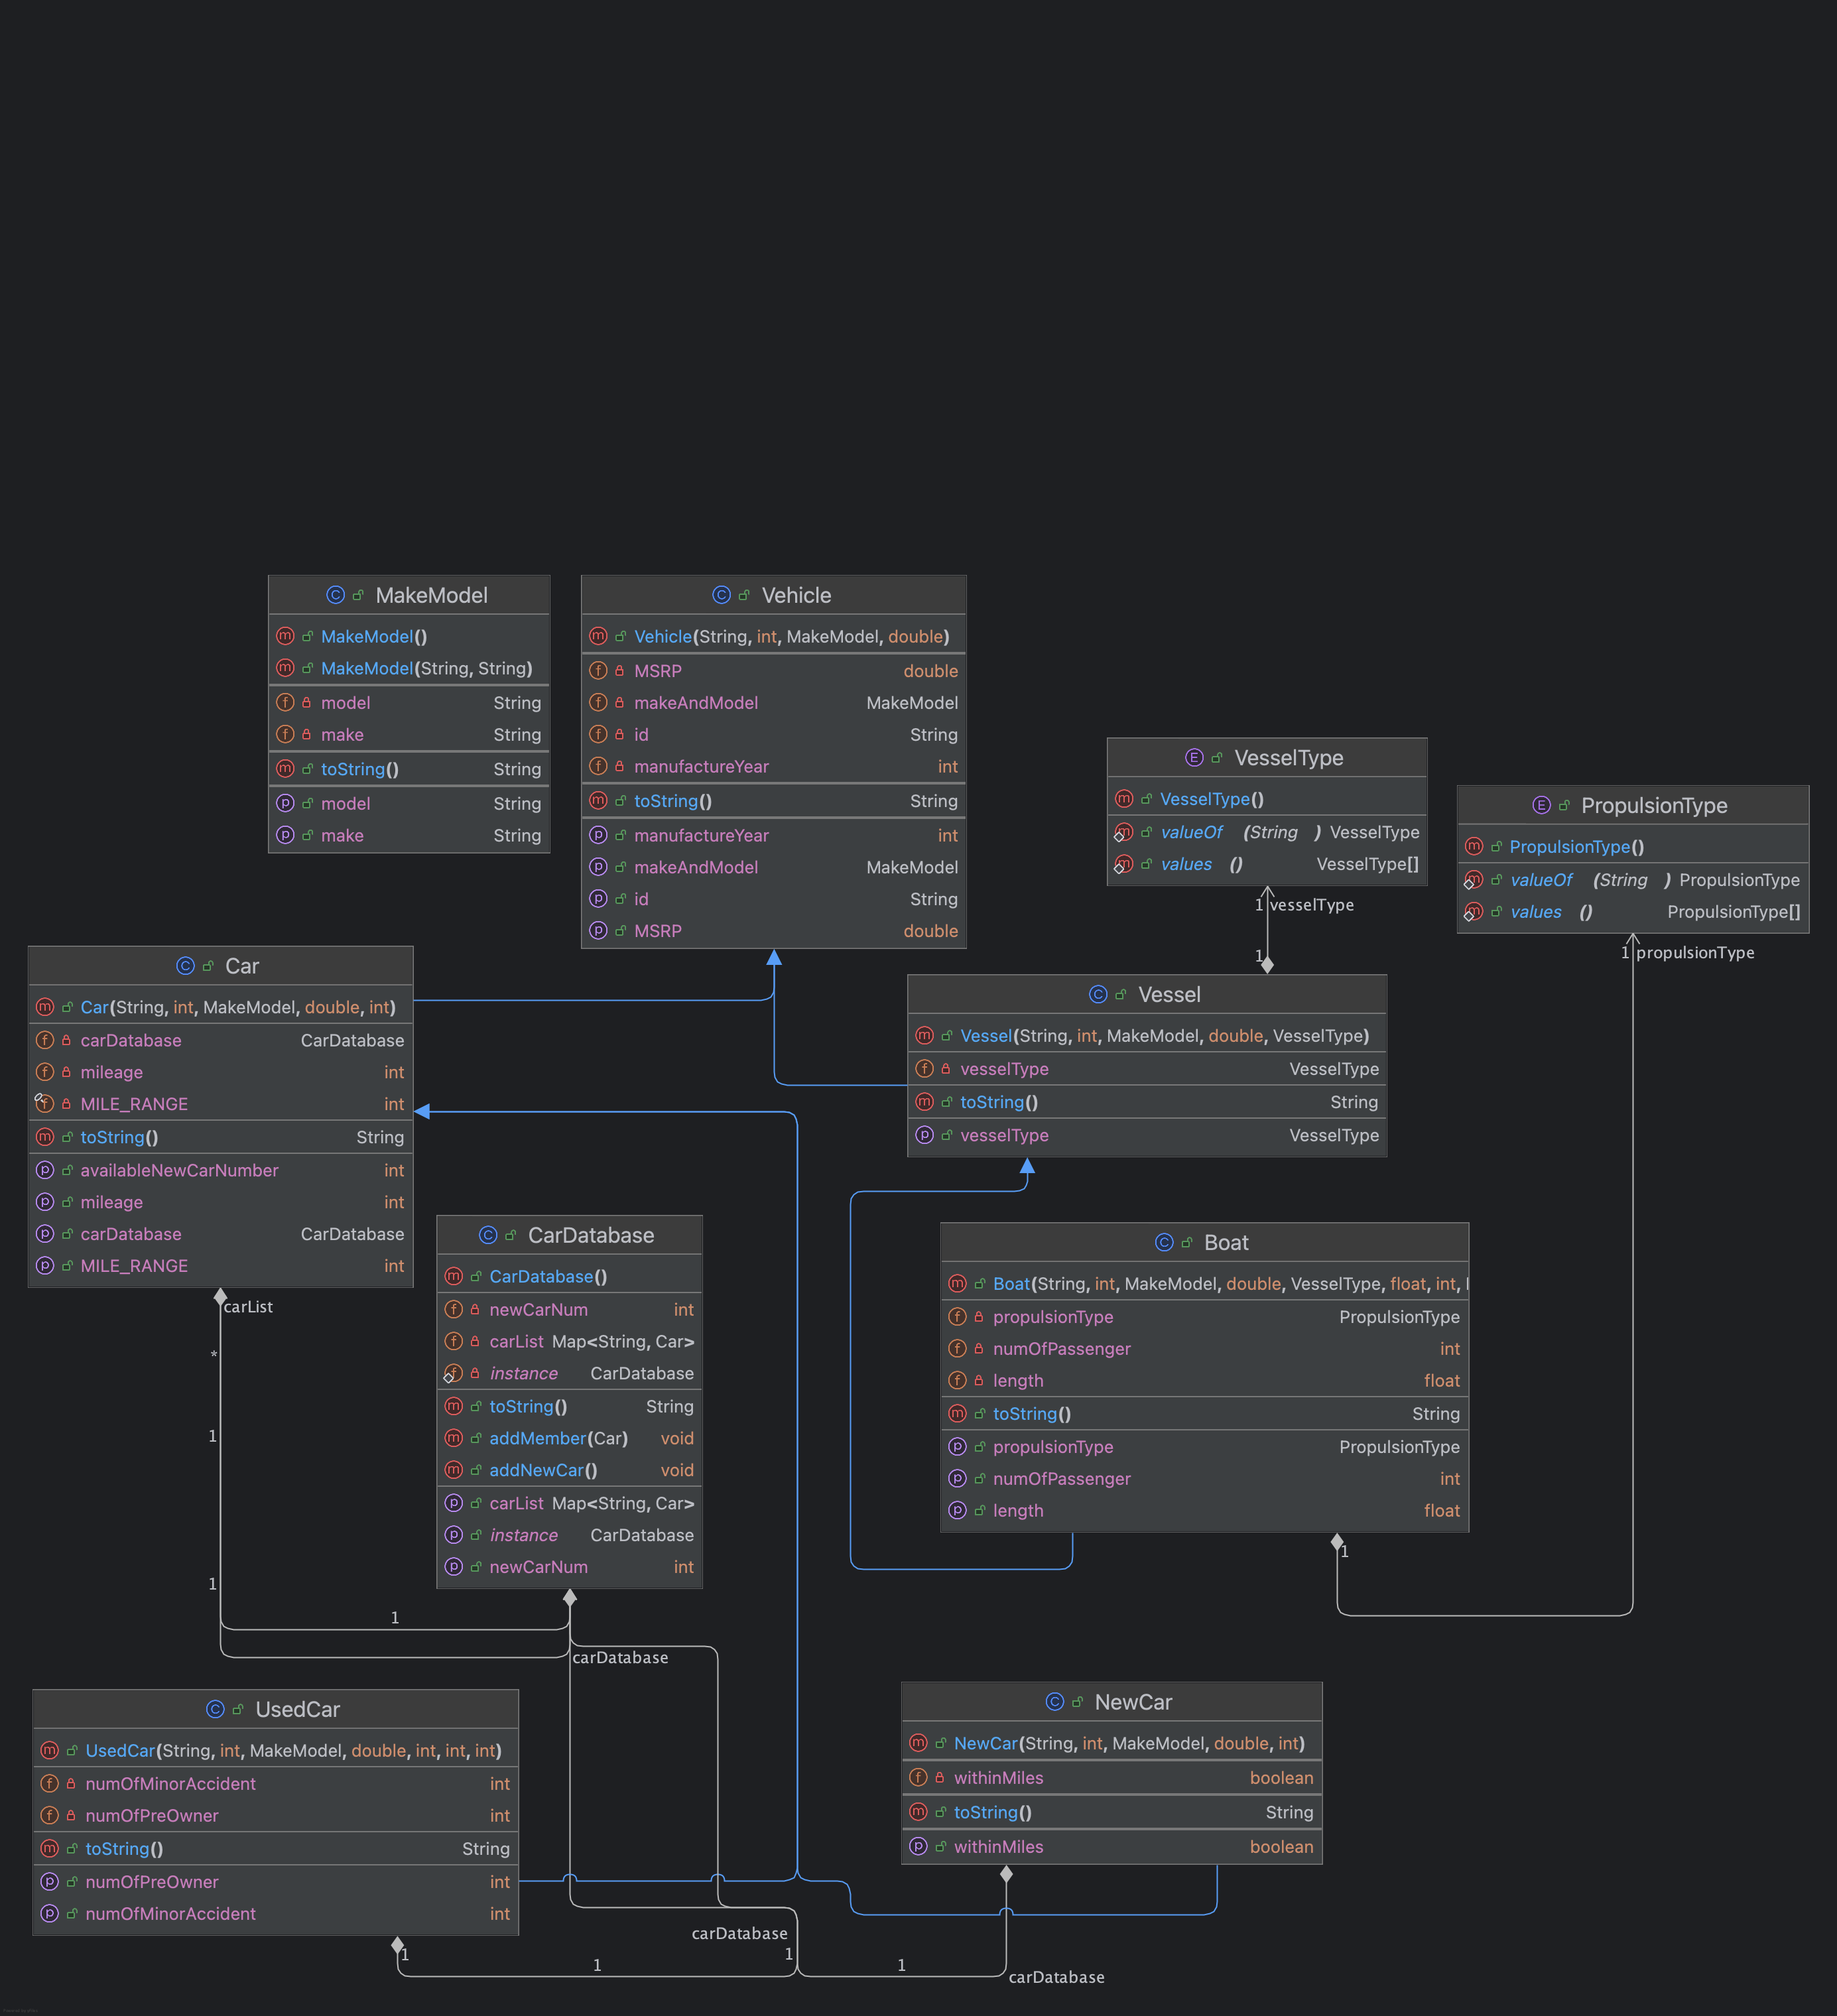 MakeModel
MakeModel()
MakeModel(String, String)
model String
make String
toString() String
model String
make String
Vehicle
Vehicle(String, int, MakeModel, double)
MSRP double
makeAndModel MakeModel
id String
manufactureYear int
toString() String
manufactureYear int
makeAndModel MakeModel
id String
MSRP double
VesselType
VesselType()
valueOf (String ) VesselType
values () VesselType[]
1 vesselType
1
PropulsionType
PropulsionType()
valueOf (String ) PropulsionType
values () PropulsionType[]
1 propulsionType
Car
Car(String, int, MakeModel, double, int)
carDatabase CarDatabase
mileage int
MILE_RANGE int
toString() String
availableNewCarNumber int
mileage int
carDatabase CarDatabase
MILE_RANGE int
carList
*
1
1
1
Vessel
Vessel(String, int, MakeModel, double, VesselType)
vesselType VesselType
toString() String
vesselType VesselType
CarDatabase
CarDatabase()
newCarNum int
carList Map<String, Car>
instance CarDatabase
toString() String
addMember(Car) void
addNewCar() void
carList Map<String, Car>
instance CarDatabase
newCarNum int
carDatabase
Boat
Boat(String, int, MakeModel, double, VesselType, float, int,
propulsionType PropulsionType
numOfPassenger int
length float
toString() String
propulsionType PropulsionType
numOfPassenger int
length float
1
UsedCar
UsedCar(String, int, MakeModel, double, int, int, int)
numOfMinorAccident int
numOfPreOwner int
toString() String
numOfPreOwner int
numOfMinorAccident int
1
1
NewCar
NewCar(String, int, MakeModel, double, int)
withinMiles boolean
toString() String
withinMiles boolean
carDatabase
1
1
carDatabase